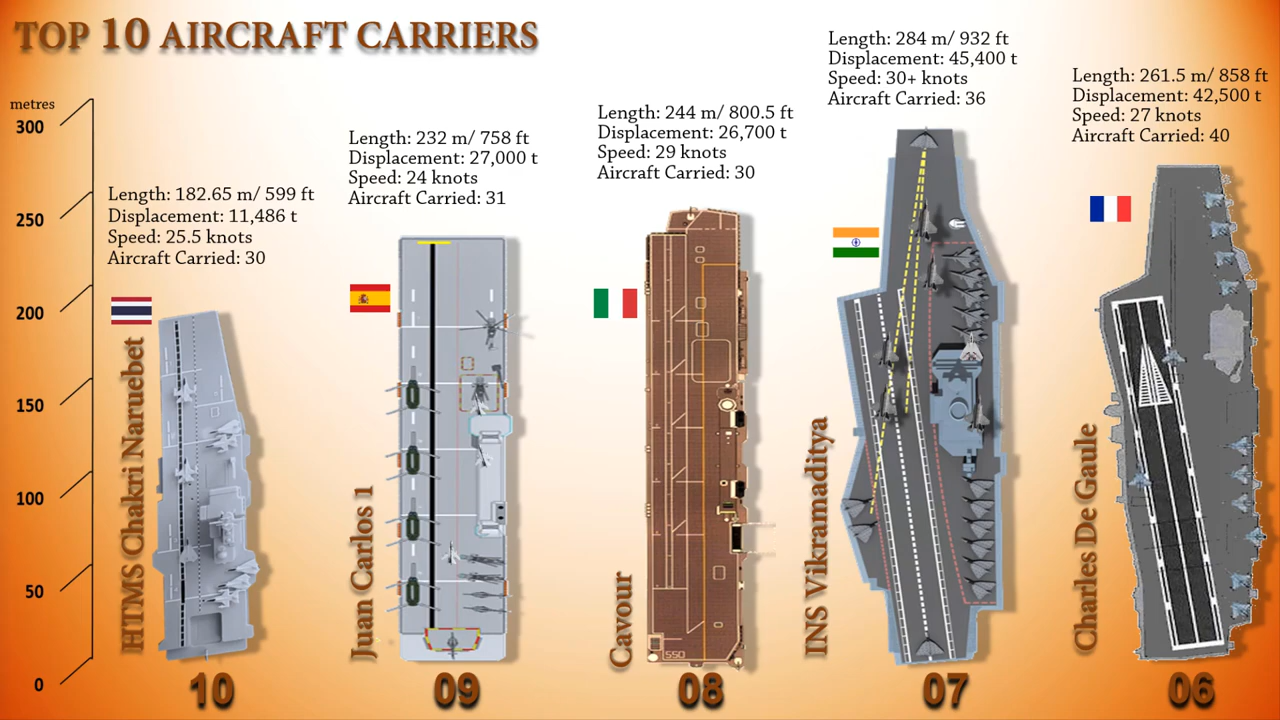 TOP 10 AIRCRAFT CARRIERS
metres
300
250
200
150
100
50
0
Length: 182.65 m/ 599 ft
Displacement: 11,486 t
Speed: 25.5 knots
Aircraft Carried: 30
HTMS Chakri Naruebet
10
Length: 232 m/ 758 ft
Displacement: 27,000 t
Speed: 24 knots
Aircraft Carried: 31
Juan Carlos 1
09
Length: 244 m/ 800.5 ft
Displacement: 26,700 t
Speed: 29 knots
Aircraft Carried: 30
Cavour
550
08
Length: 284 m/ 932 ft
Displacement: 45,400 t
Speed: 30+ knots
Aircraft Carried: 36
INS Vikramaditya
07
Length: 261.5 m/ 858 ft
Displacement: 42,500 t
Speed: 27 knots
Aircraft Carried: 40
Charles De Gaule
06